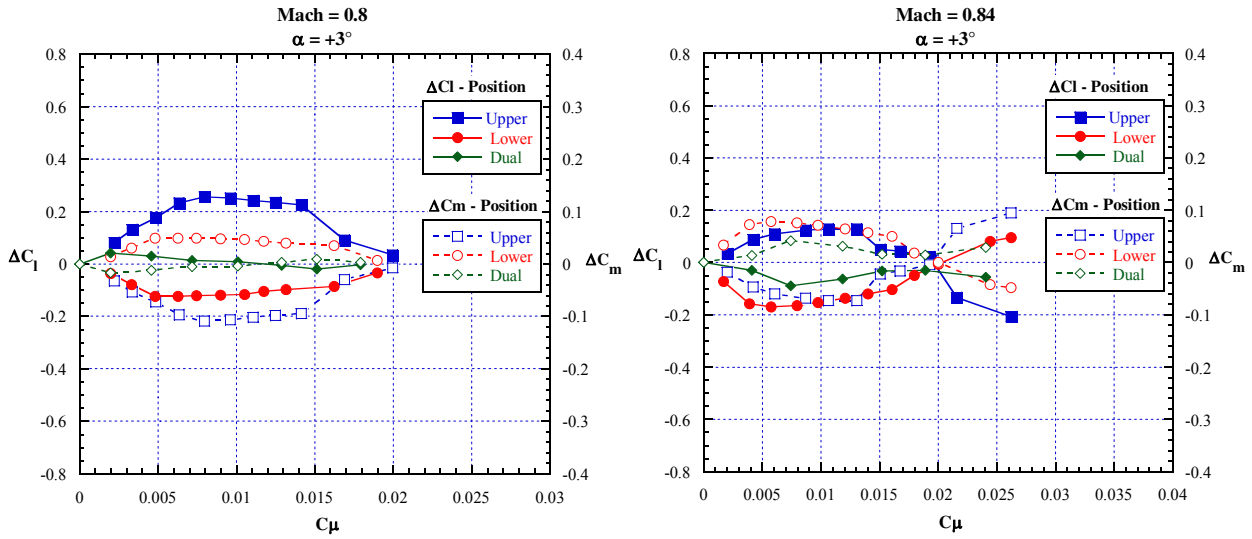 Mach = 0.8
α = +3°
0.8
0.6
0.4
0.2
0
-0.2
-0.4
-0.6
-0.8
ΔCl
0.4
0.3
0.2
0.1
0
-0.1
-0.2
-0.3
-0.4
ΔCm
ΔCl - Position
Upper
Lower
Dual
ΔCm - Position
Upper
Lower
Dual
0 0.005 0.01 0.015 0.02 0.025 0.03
Cμ
Mach = 0.84
α = +3°
0.8
0.6
0.4
0.2
0
-0.2
-0.4
-0.6
-0.8
ΔCl
0.4
0.3
0.2
0.1
0
-0.1
-0.2
-0.3
-0.4
ΔCm
ΔCl - Position
Upper
Lower
Dual
ΔCm - Position
Upper
Lower
Dual
0 0.005 0.01 0.015 0.02 0.025 0.03 0.035 0.04
Cμ